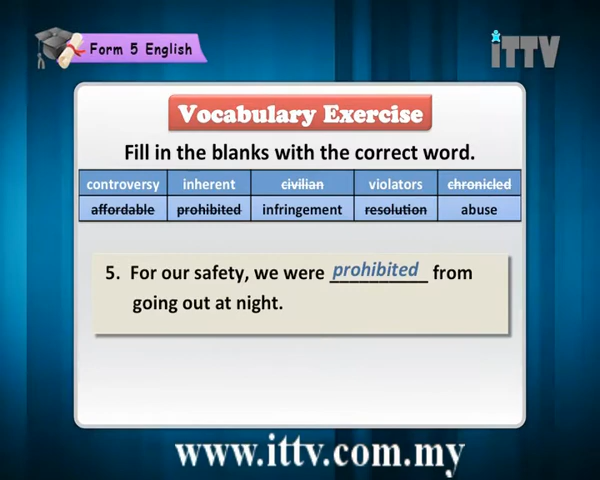 Form 5 English
iTTV
Vocabulary Exercise
Fill in the blanks with the correct word.
controversy inherent civilian violators chronicled
affordable prohibited infringement resolution abuse
5. For our safety, we were prohibited from
going out at night.
www.ittv.com.my